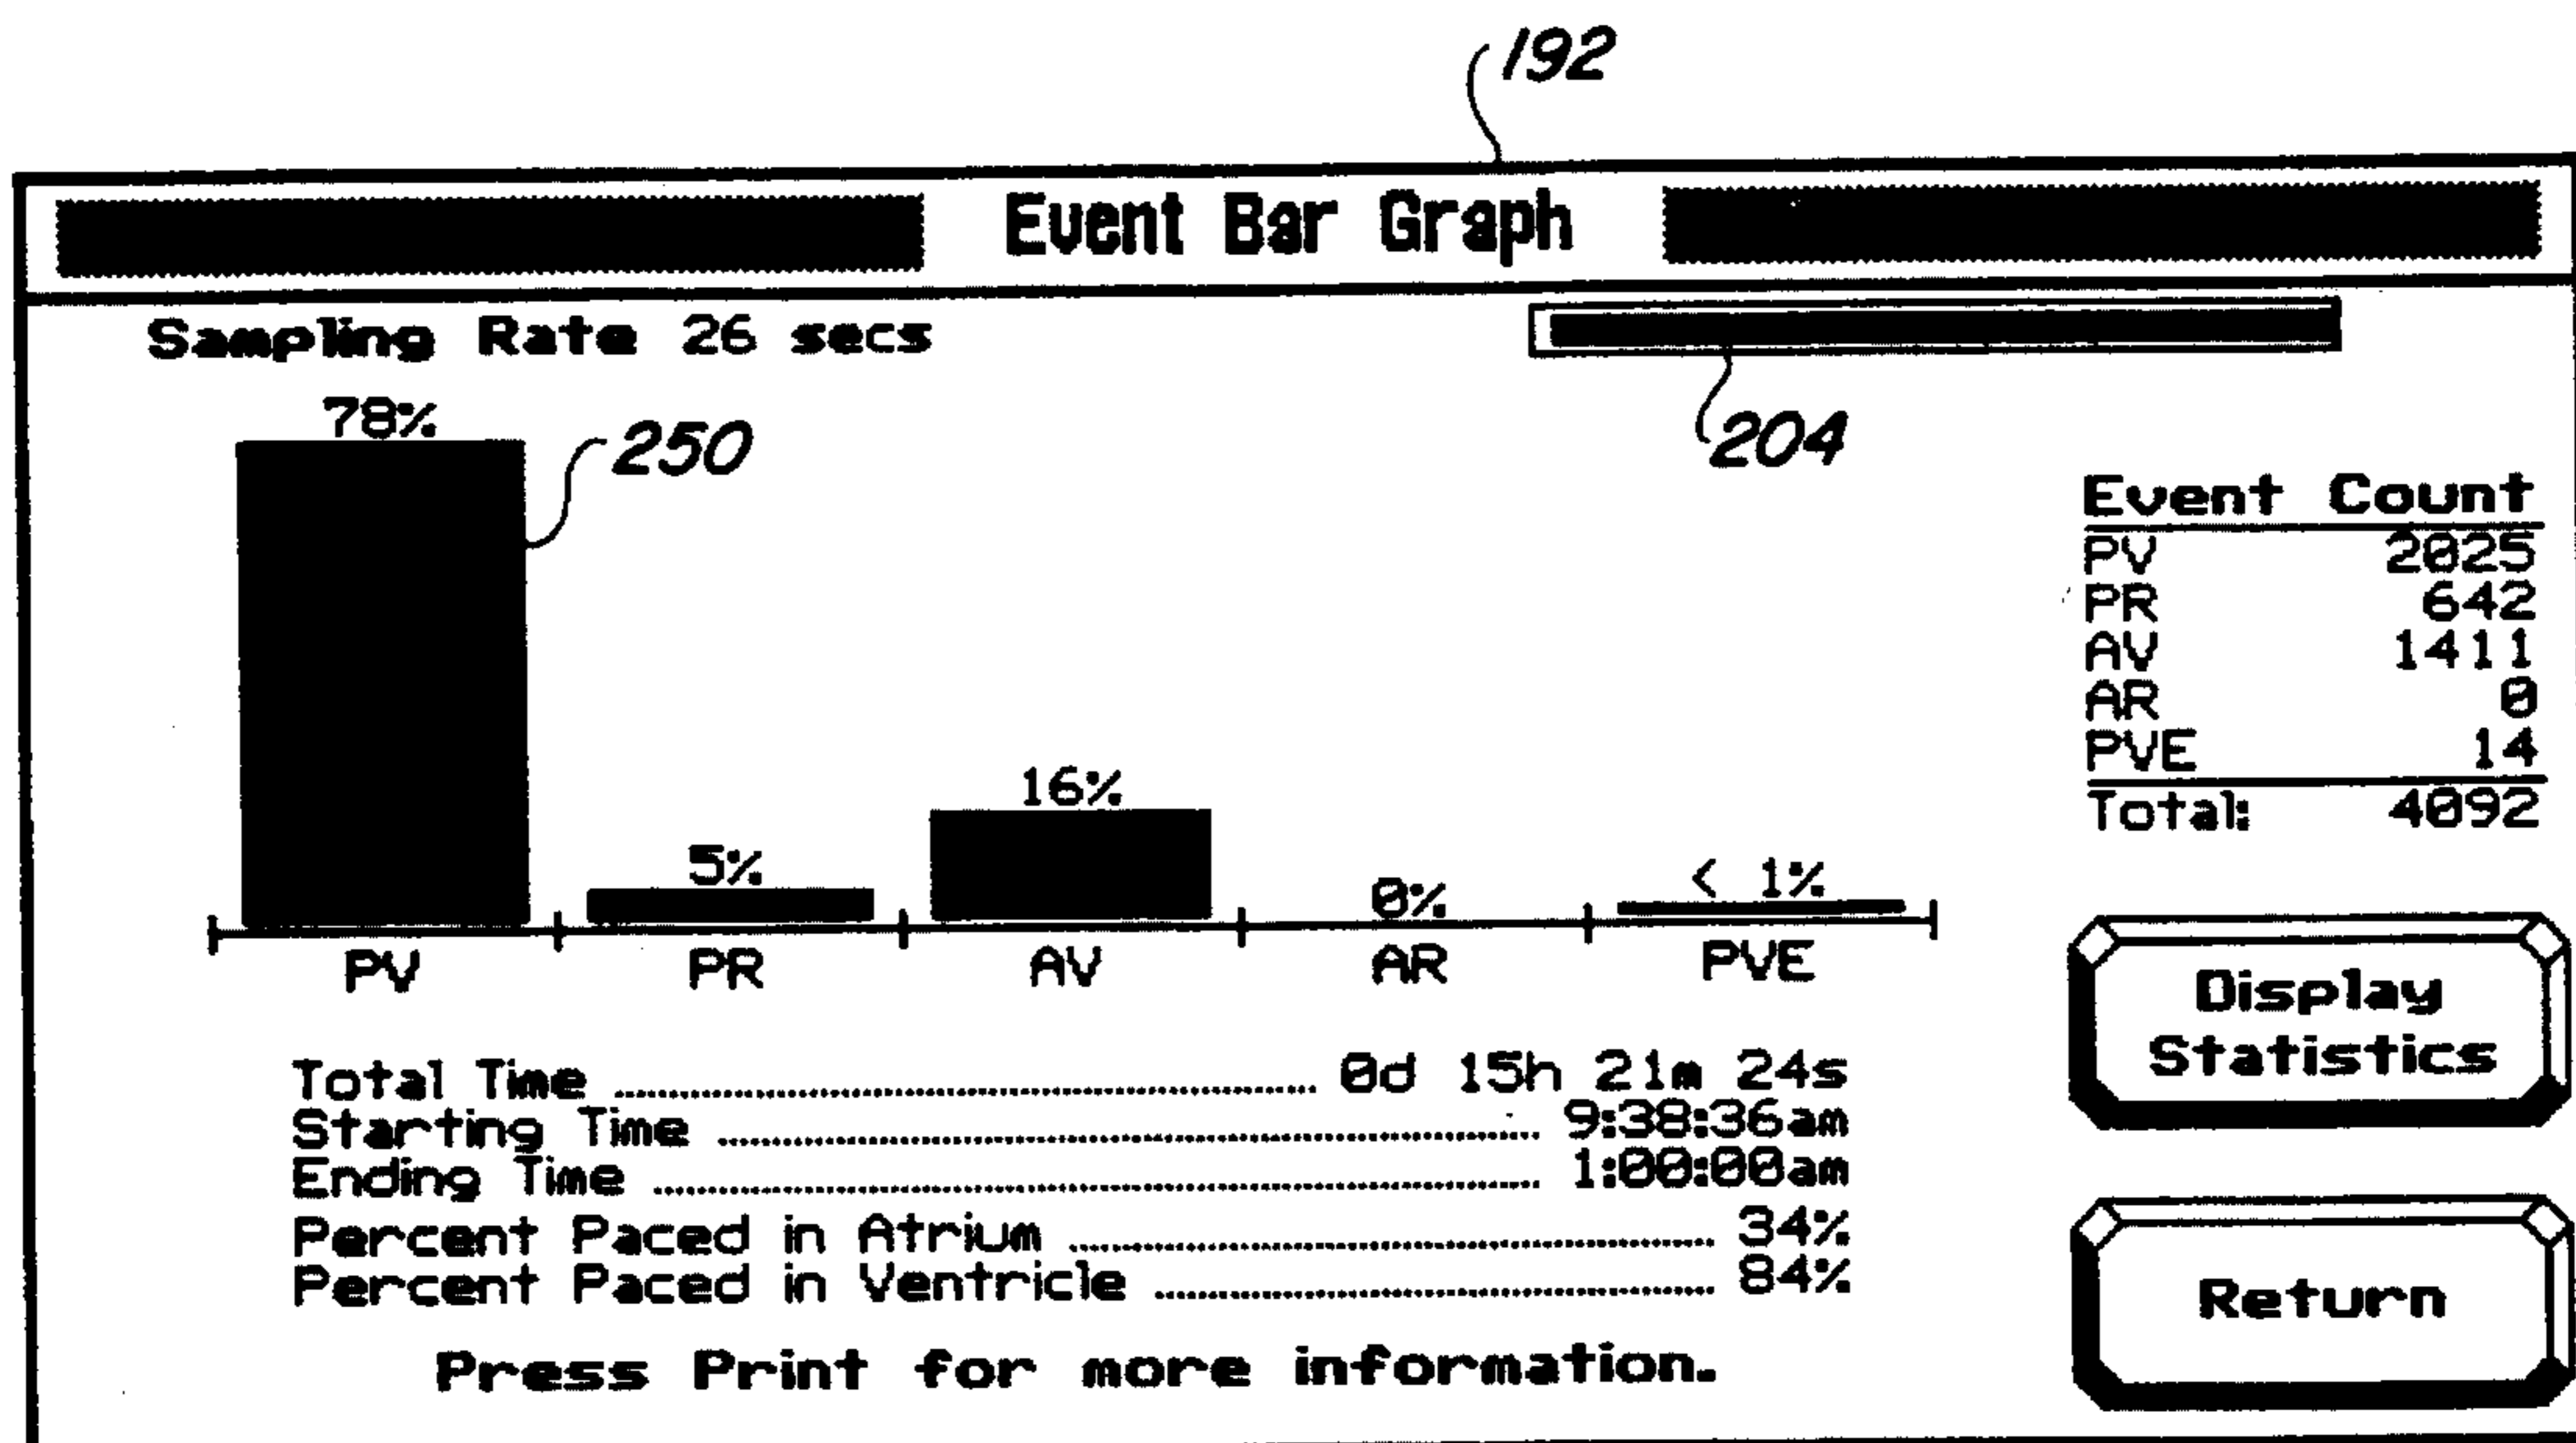 192
Event Bar Graph
Sampling Rate 26 secs
204
78%
250
16%
5%
0%
< 1%
PV PR AV AR PVE
Event Count
PV 2025
PR 642
AV 1411
AR 0
PVE 14
Total: 4092
Display
Statistics
Total Time ........ 0d 15h 21m 24s
Starting Time ........ 9:38:36am
Ending Time ........ 1:00:00am
Percent Paced in Atrium ........ 34%
Percent Paced in Ventricle ........ 84%
Return
Press Print for more information.